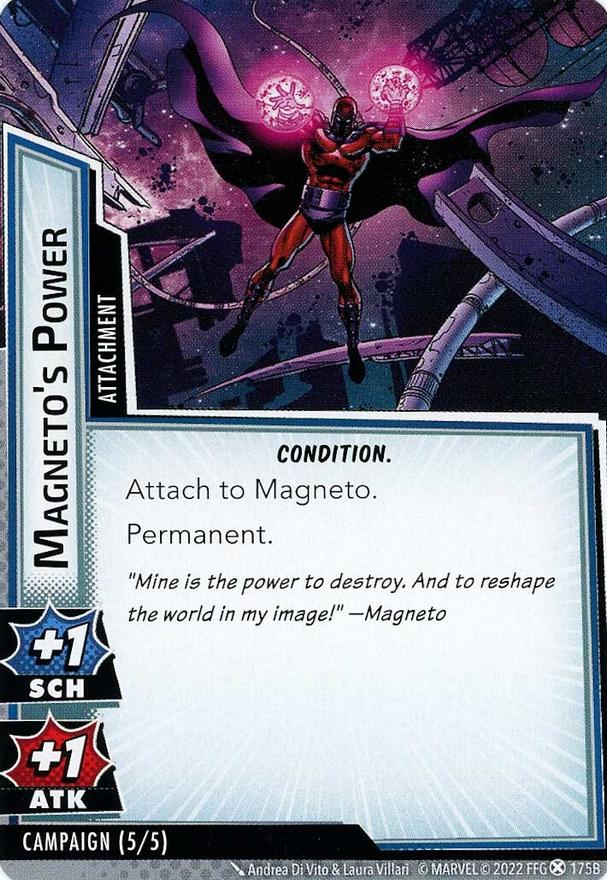 MAGNETO'S POWER
ATTACHMENT
CONDITION.
Attach to Magneto.
Permanent.
"Mine is the power to destroy. And to reshape
the world in my image!" —Magneto
+1
SCH
+1
ATK
CAMPAIGN (5/5)
Andrea Di Vito & Laura Villari © MARVEL © 2022 FFG 175B